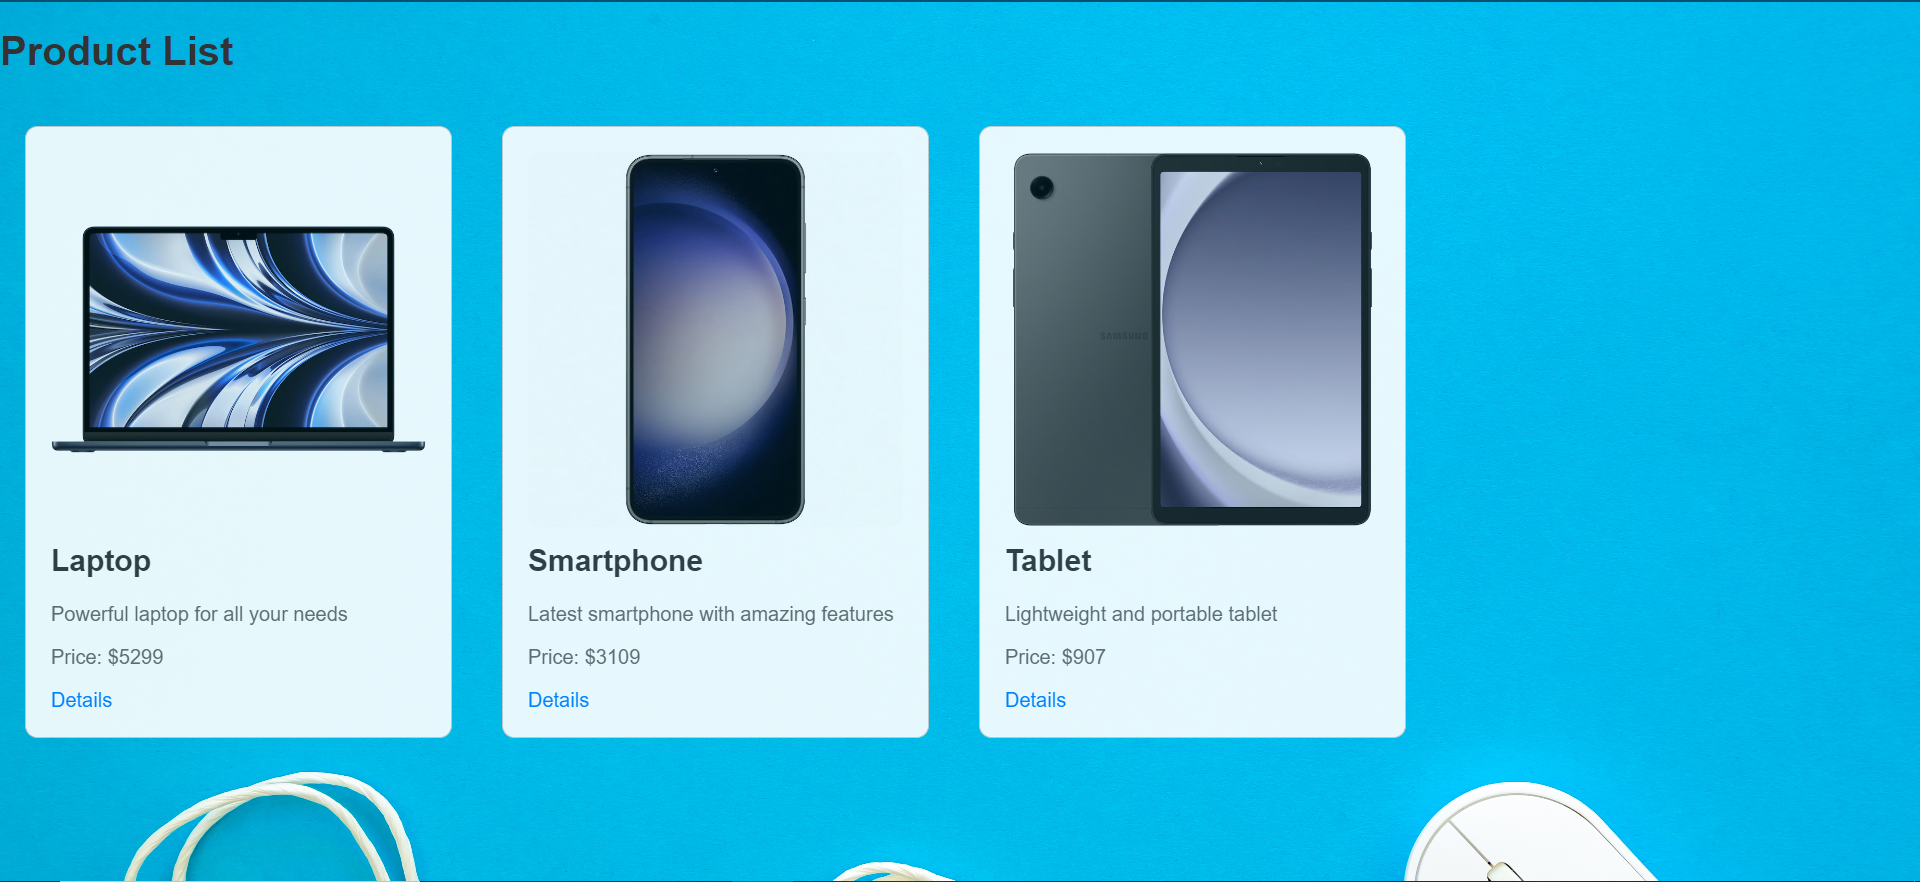 Product List
SAMSUNG
Laptop
Powerful laptop for all your needs
Price: $5299
Details
Smartphone
Latest smartphone with amazing features
Price: $3109
Details
Tablet
Lightweight and portable tablet
Price: $907
Details